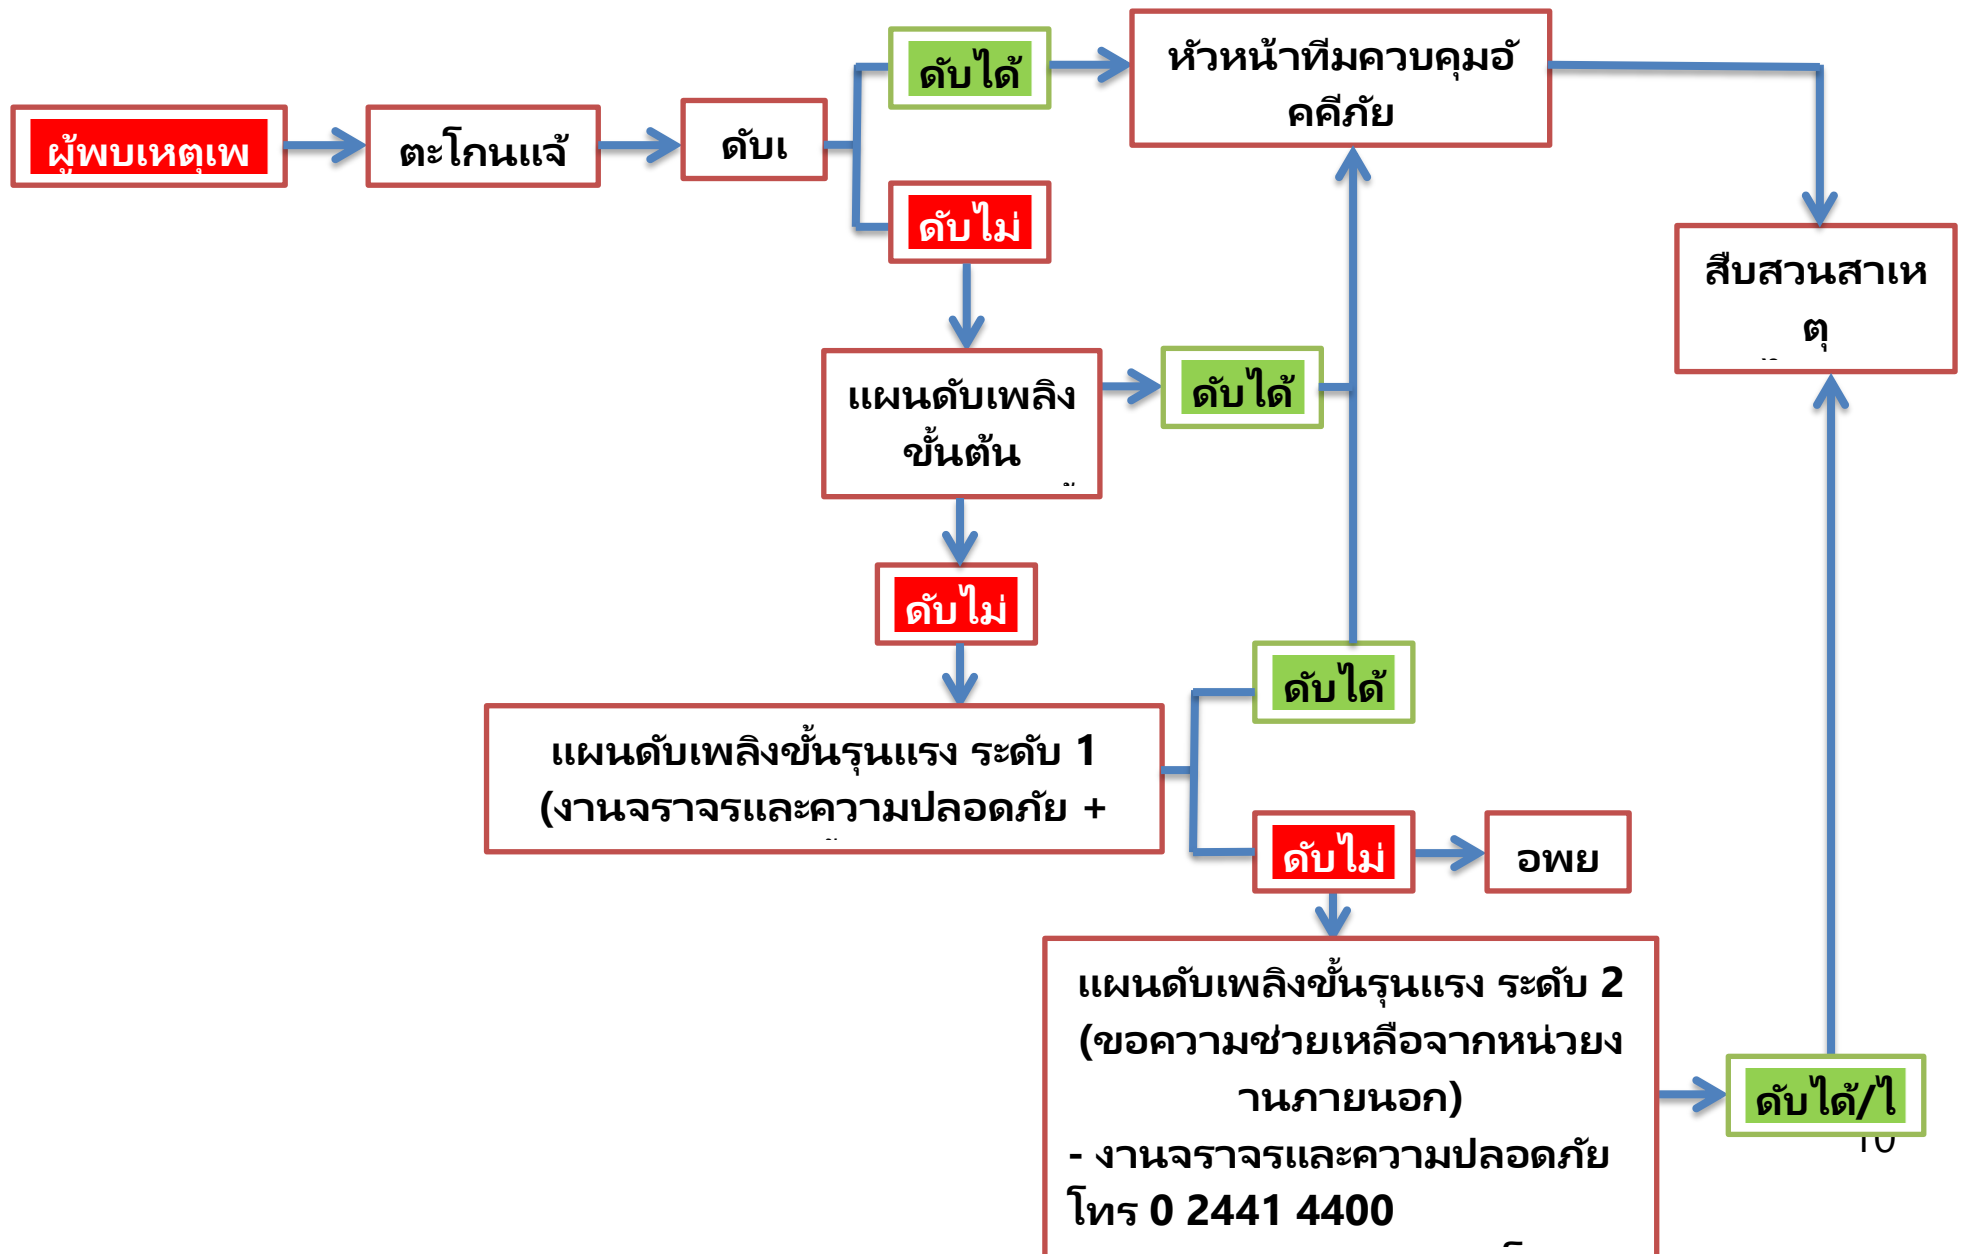 ดับได้
หัวหน้าทีมควบคุมอั
คคีภัย
ผู้พบเหตุเพ
ตะโกนแจ้
ดับเ
ดับไม่
สืบสวนสาเห
ตุ
แผนดับเพลิง
ขั้นต้น
ดับได้
ดับไม่
ดับได้
แผนดับเพลิงขั้นรุนแรง ระดับ 1
(งานจราจรและความปลอดภัย +
ดับไม่
อพย
แผนดับเพลิงขั้นรุนแรง ระดับ 2
(ขอความช่วยเหลือจากหน่วยง
านภายนอก)
- งานจราจรและความปลอดภัย
โทร 0 2441 4400
ดับได้/ไ
10